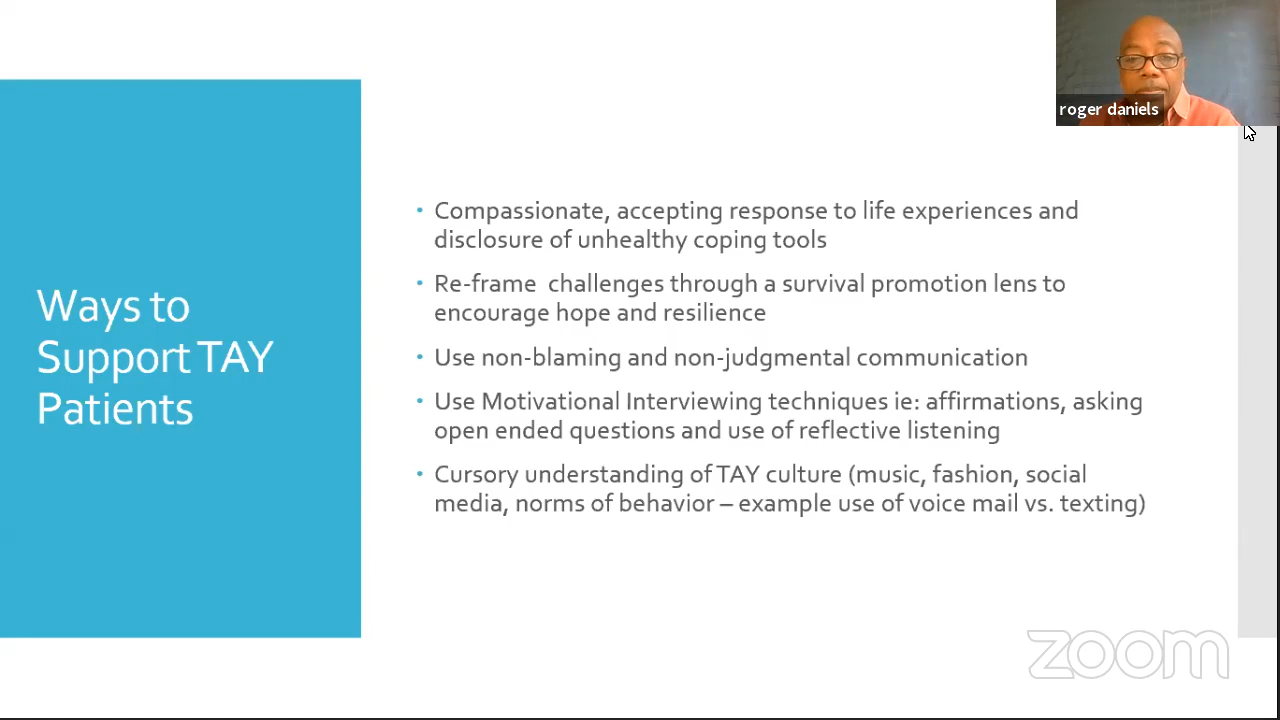 roger daniels
Ways to
Support TAY
Patients
• Compassionate, accepting response to life experiences and
disclosure of unhealthy coping tools
• Re-frame  challenges through a survival promotion lens to
encourage hope and resilience
• Use non-blaming and non-judgmental communication
• Use Motivational Interviewing techniques ie: affirmations, asking
open ended questions and use of reflective listening
• Cursory understanding of TAY culture (music, fashion, social
media, norms of behavior – example use of voice mail vs. texting)
zoom